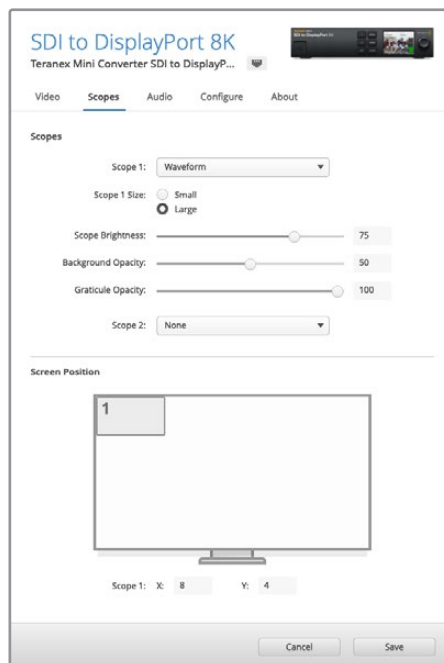 SDI to DisplayPort 8K
Teranex Mini Converter SDI to DisplayP...
Video Scopes Audio Configure About
Scopes
Scope 1: Waveform
Scope 1 Size: Small
Large
Scope Brightness: 75
Background Opacity: 50
Graticule Opacity: 100
Scope 2: None
Screen Position
1
Scope 1: X: 8 Y: 4
Cancel Save